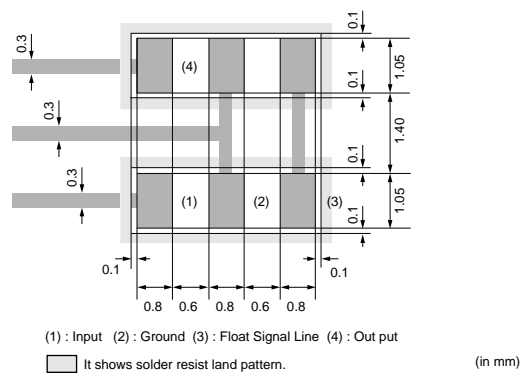 0.1
0.3
(4)
1.05
0.1
0.3
1.40
0.1
0.3
(1) (2) (3)
1.05
0.1
0.1 0.1
0.8 0.6 0.8 0.6 0.8
(1) : Input (2) : Ground (3) : Float Signal Line (4) : Out put
It shows solder resist land pattern.
(in mm)